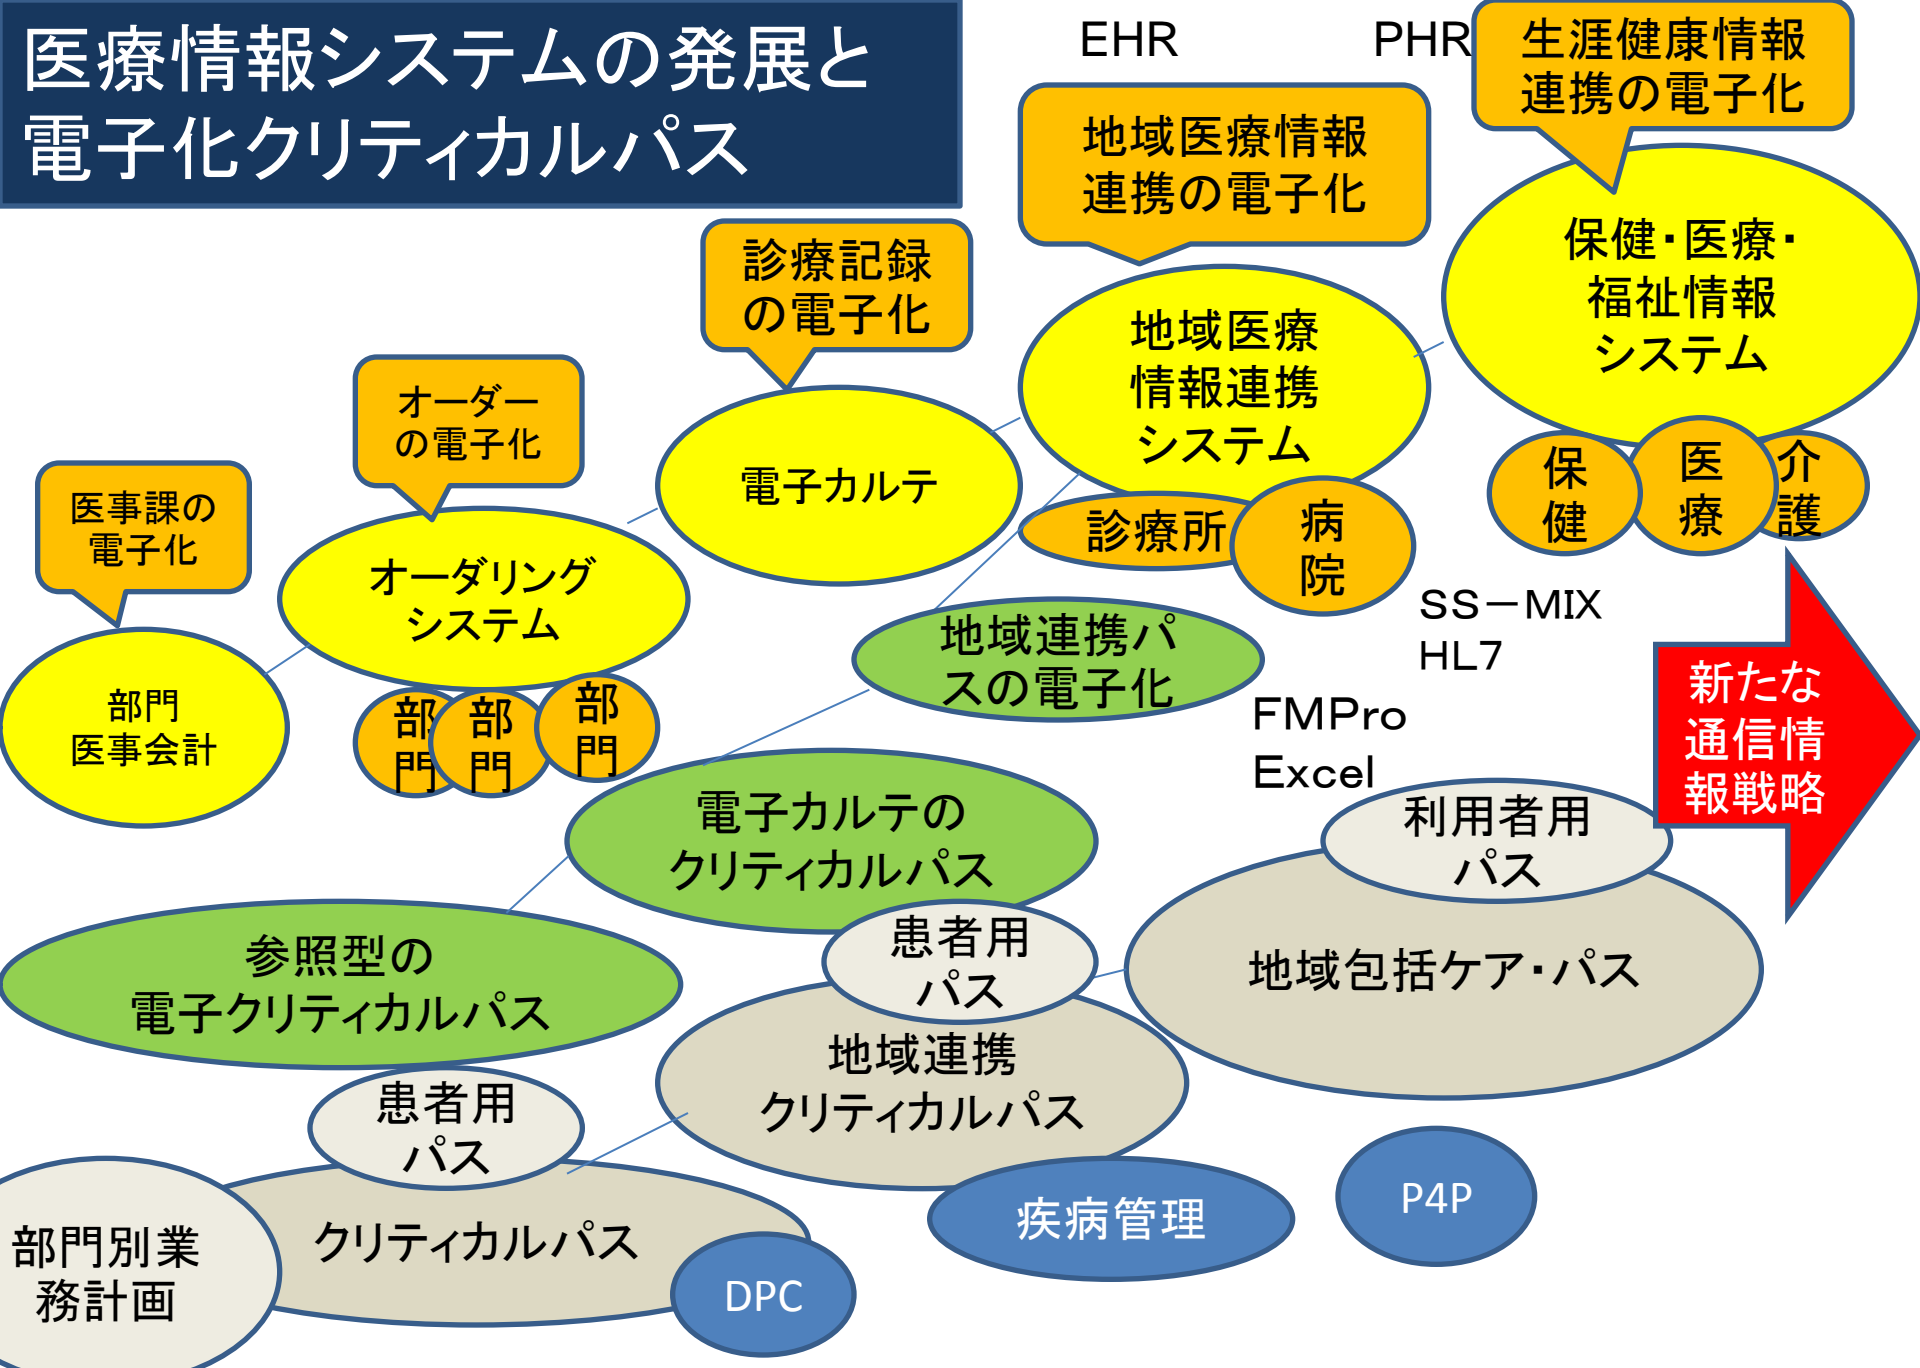 医療情報システムの発展と
電子化クリティカルパス
EHR
PHR
生涯健康情報
連携の電子化
地域医療情報
連携の電子化
診療記録
の電子化
オーダー
の電子化
医事課の
電子化
保健・医療・
福祉情報
システム
地域医療
情報連携
システム
電子カルテ
オーダリング
システム
部門
医事会計
保
健
医
療
介
護
診療所
病
院
部
門
部
門
部
門
SS－MIX
HL7
地域連携パ
スの電子化
FMPro
Excel
新たな
通信情
報戦略
電子カルテの
クリティカルパス
利用者用
パス
参照型の
電子クリティカルパス
患者用
パス
地域包括ケア・パス
地域連携
クリティカルパス
患者用
パス
クリティカルパス
部門別業
務計画
DPC
疾病管理
P4P